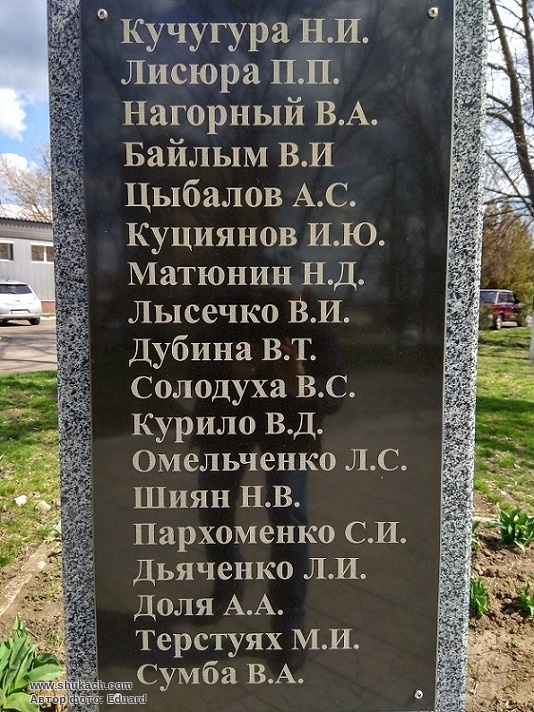 Кучугура Н.И.
Лисюра П.П.
Нагорный В.А.
Байлым В.И
Цыбалов А.С.
Куциянов И.Ю.
Матюнин Н.Д.
Лысечко В.И.
Дубина В.Т.
Солодуха В.С.
Курило В.Д.
Омельченко Л.С.
Шиян Н.В.
Пархоменко С.И.
Дьяченко Л.И.
Доля А.А.
Терстуях М.И.
Сумба В.А.
www.shukach.com
Автор фото: Eduard